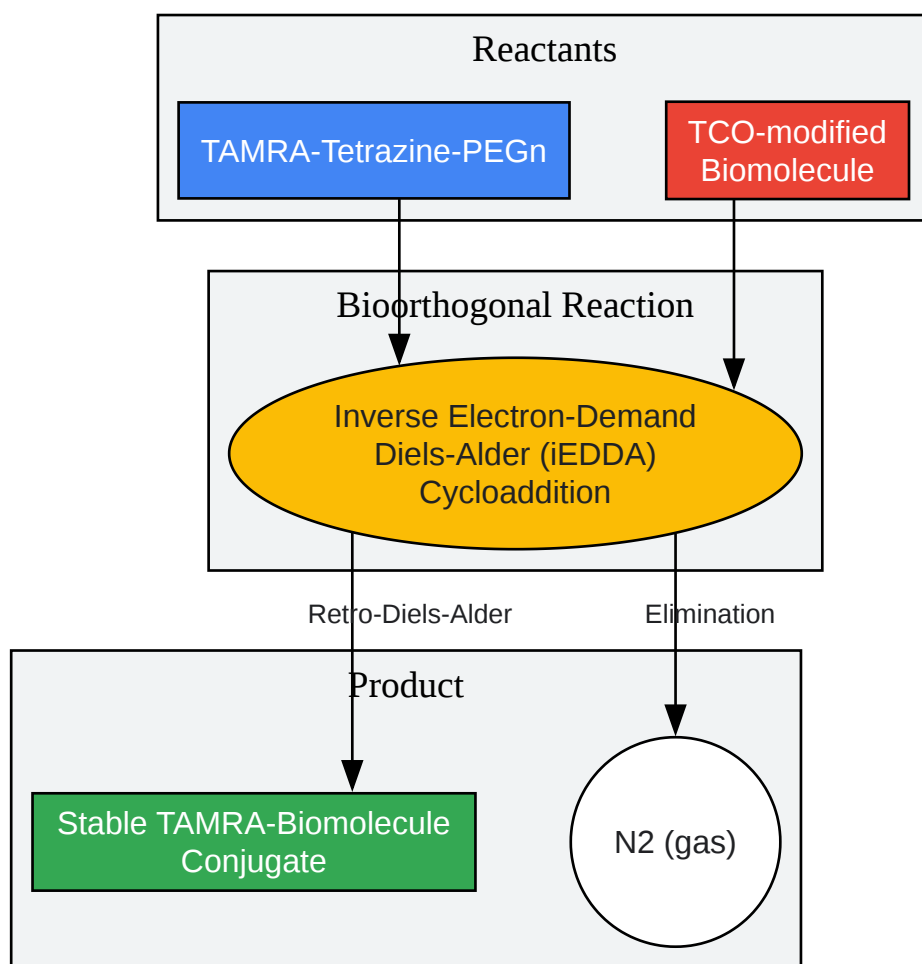 Reactants
TAMRA-Tetrazine-PEGn
TCO-modified
Biomolecule
Bioorthogonal Reaction
Inverse Electron-Demand
Diels-Alder (iEDDA)
Cycloaddition
Retro-Diels-Alder
Elimination
Product
Stable TAMRA-Biomolecule
Conjugate
N2 (gas)